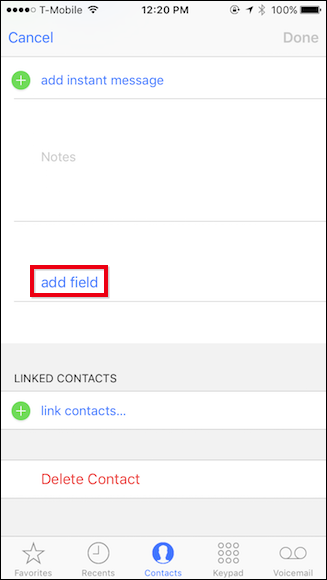 T-Mobile 12:20 PM 100%
Cancel Done
add instant message
Notes
add field
LINKED CONTACTS
link contacts...
Delete Contact
Favorites Recents Contacts Keypad Voicemail